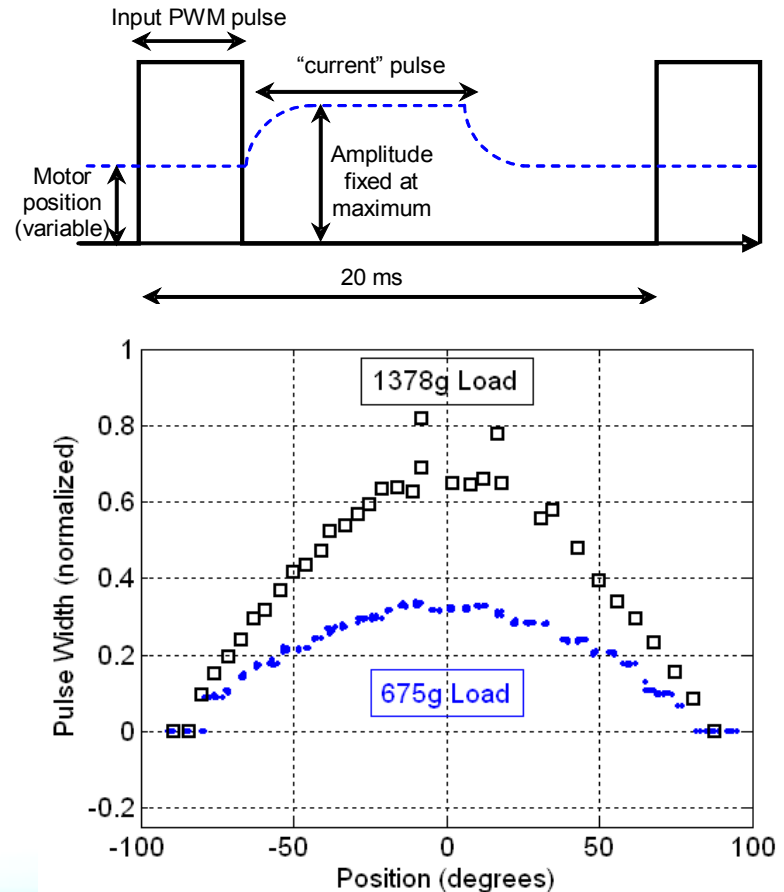 Input PWM pulse
“current” pulse
Amplitude
fixed at
maximum
Motor
position
(variable)
20 ms
1
0.8
0.6
0.4
0.2
0
-0.2
1378g Load
675g Load
Pulse Width (normalized)
-100
-50
0
50
100
Position (degrees)